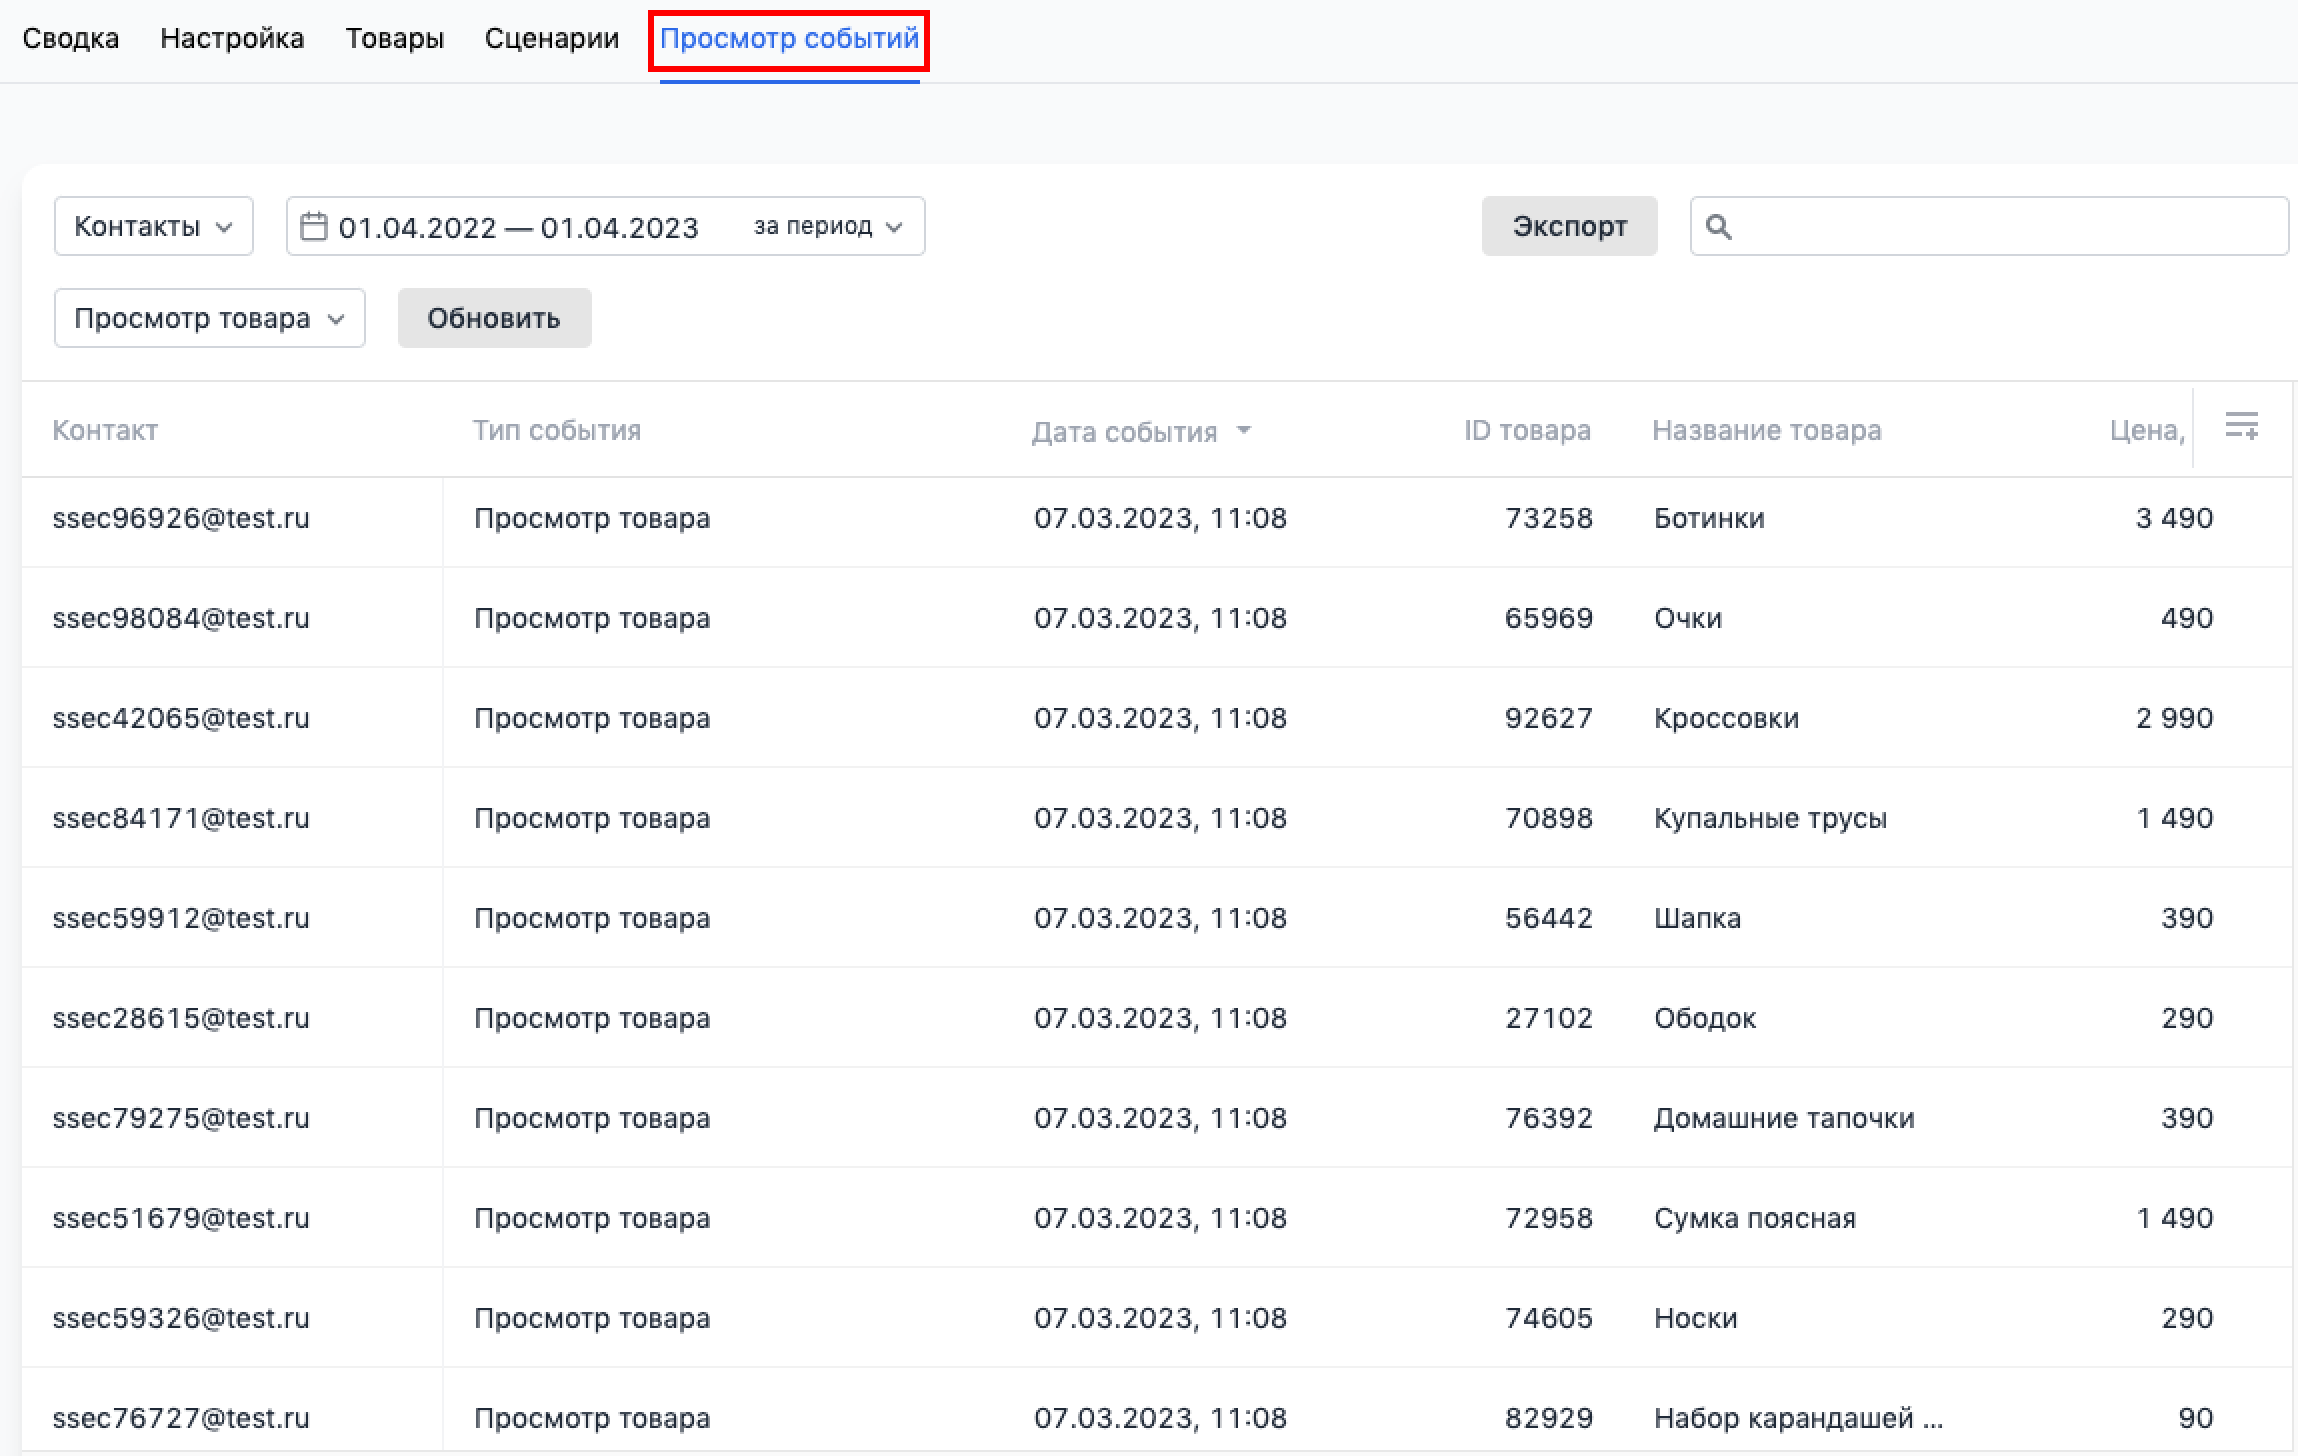 Сводка Настройка Товары Сценарии Просмотр событий
Контакты 01.04.2022 — 01.04.2023 за период Экспорт
Просмотр товара Обновить
Контакт Тип события Дата события ID товара Название товара Цена,
ssec96926@test.ru Просмотр товара 07.03.2023, 11:08 73258 Ботинки 3 490
ssec98084@test.ru Просмотр товара 07.03.2023, 11:08 65969 Очки 490
ssec42065@test.ru Просмотр товара 07.03.2023, 11:08 92627 Кроссовки 2 990
ssec84171@test.ru Просмотр товара 07.03.2023, 11:08 70898 Купальные трусы 1 490
ssec59912@test.ru Просмотр товара 07.03.2023, 11:08 56442 Шапка 390
ssec28615@test.ru Просмотр товара 07.03.2023, 11:08 27102 Ободок 290
ssec79275@test.ru Просмотр товара 07.03.2023, 11:08 76392 Домашние тапочки 390
ssec51679@test.ru Просмотр товара 07.03.2023, 11:08 72958 Сумка поясная 1 490
ssec59326@test.ru Просмотр товара 07.03.2023, 11:08 74605 Носки 290
ssec76727@test.ru Просмотр товара 07.03.2023, 11:08 82929 Набор карандашей ... 90